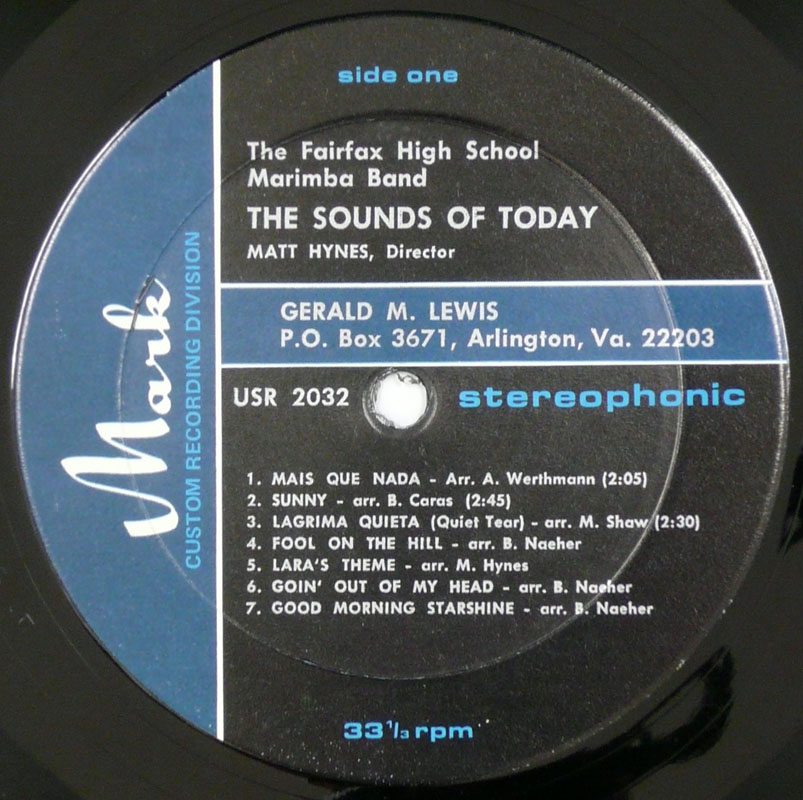 side one
The Fairfax High School
Marimba Band
THE SOUNDS OF TODAY
MATT HYNES, Director
GERALD M. LEWIS
P.O. Box 3671, Arlington, Va. 22203
USR 2032
stereophonic
Mark
CUSTOM RECORDING DIVISION
1. MAIS QUE NADA - Arr. A. Werthmann (2:05)
2. SUNNY - arr. B. Caras (2:45)
3. LAGRIMA QUIETA (Quiet Tear) - arr. M. Shaw (2:30)
4. FOOL ON THE HILL - arr. B. Naeher
5. LARA'S THEME - arr. M. Hynes
6. GOIN' OUT OF MY HEAD - arr. B. Naeher
7. GOOD MORNING STARSHINE - arr. B. Naeher
33 1/3 rpm